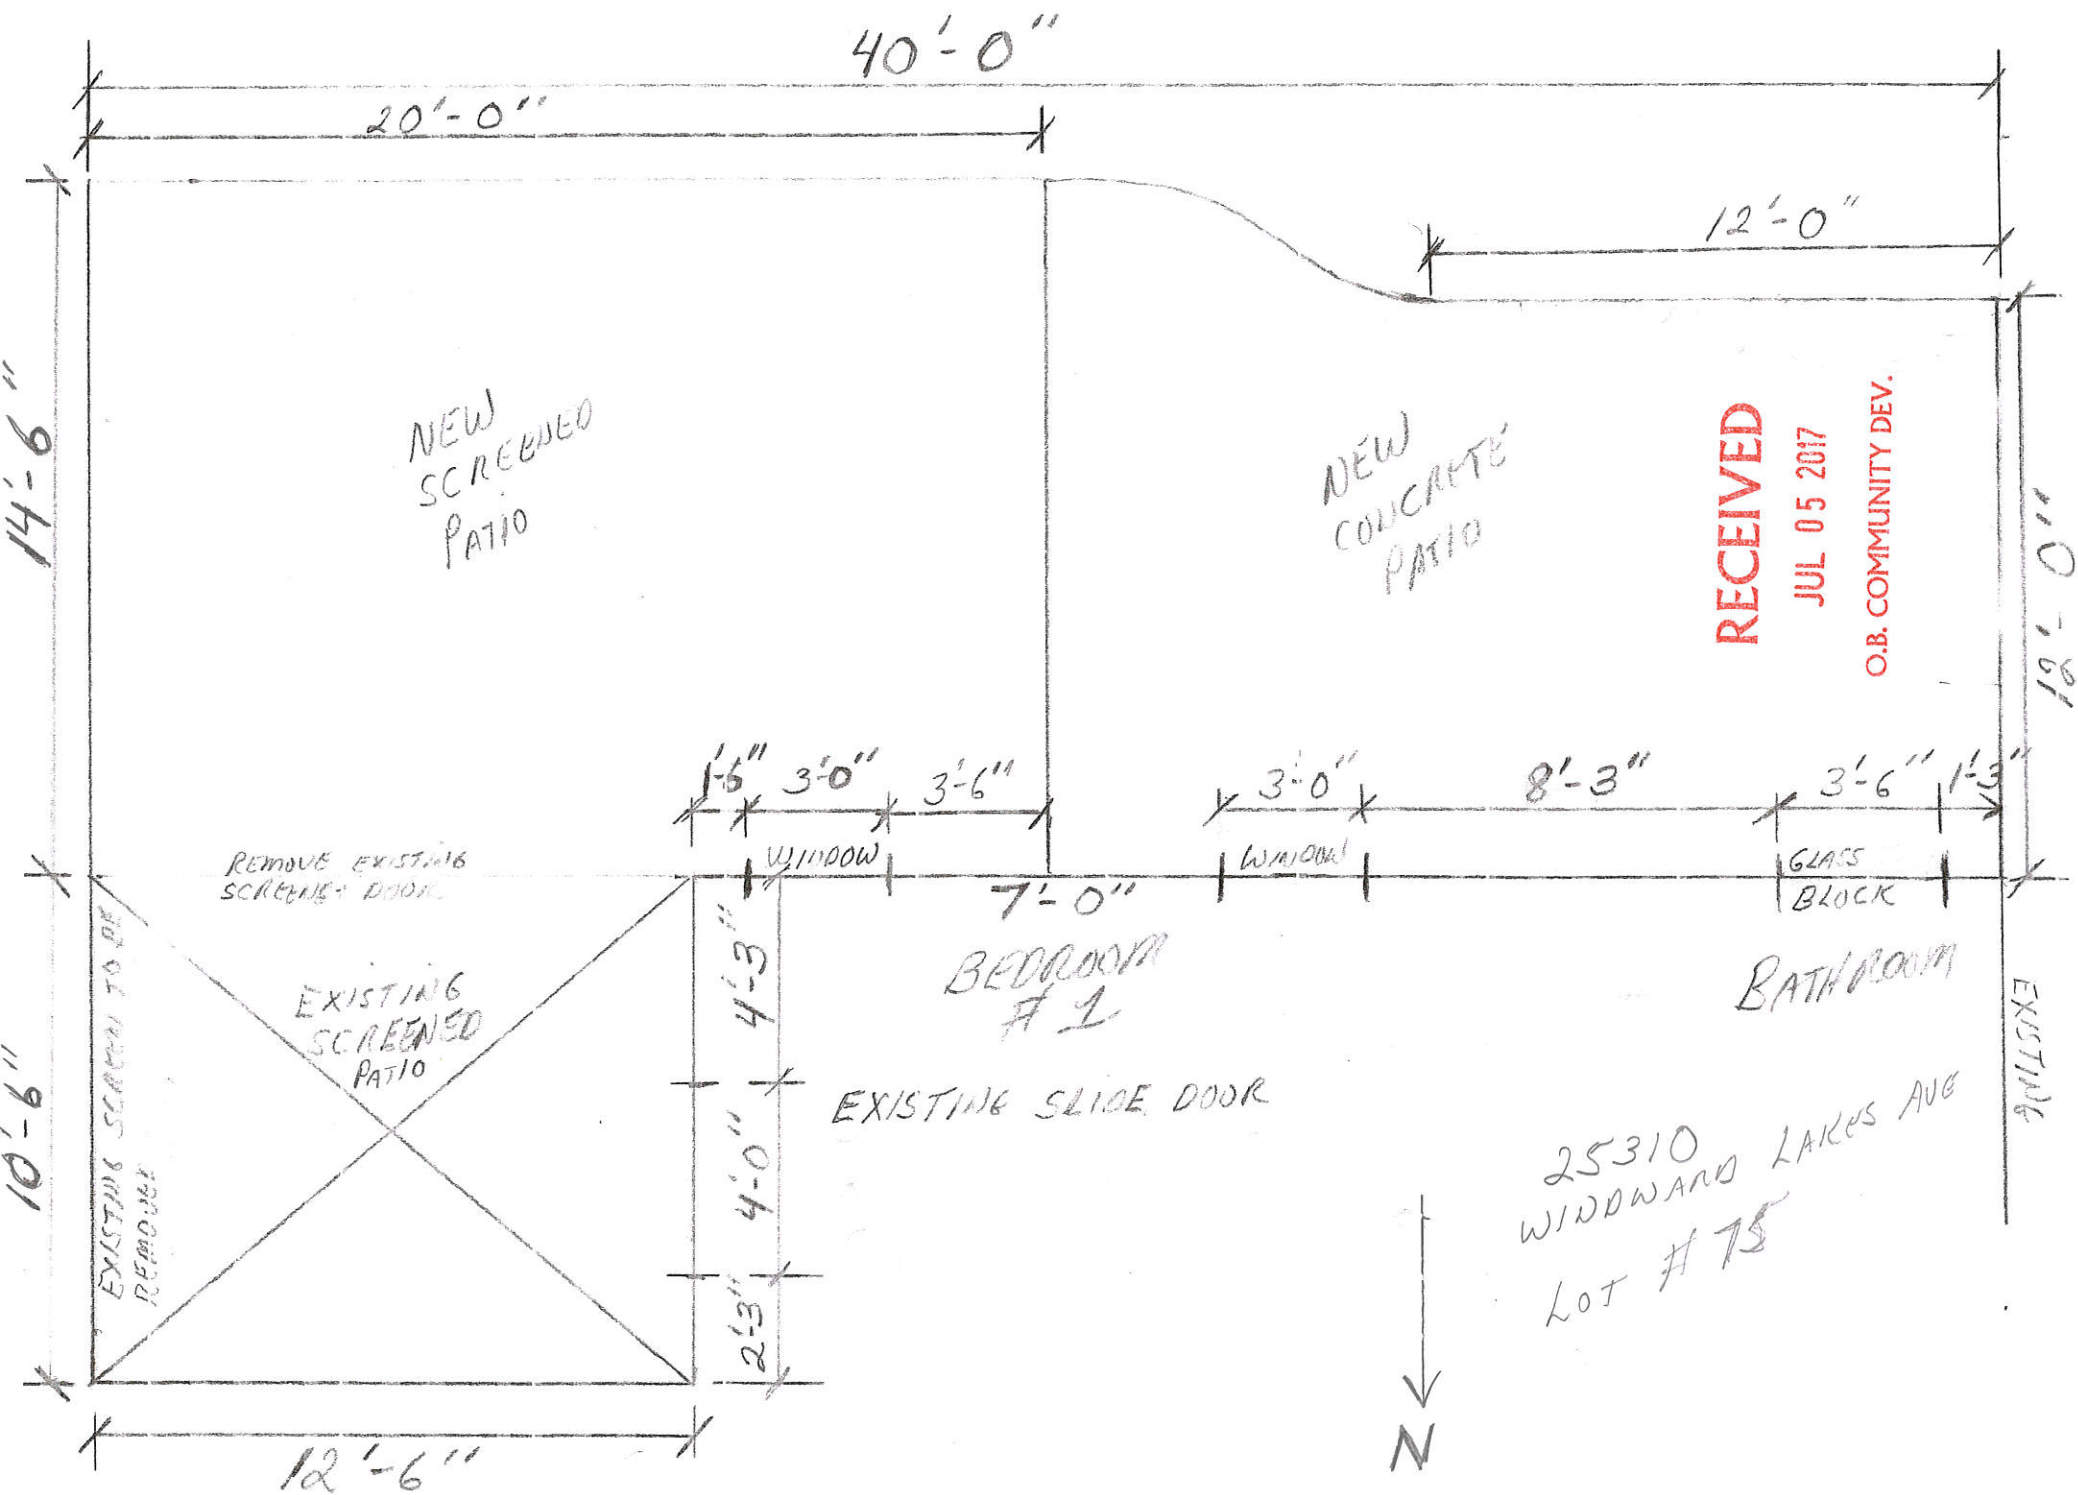 40'-0"
20'-0"
12'-0"
14'-6"
NEW
SCREENED
PATIO
NEW
CONCRETE
PATIO
RECEIVED
JUL 05 2017
O.B. COMMUNITY DEV.
12'-0"
1'-6"
3'-0"
3'-6"
3'-0"
8'-3"
3'-6"
1'-3"
REMOVE EXISTING
SCREENED DOOR
WINDOW
7'-0"
WINDOW
GLASS
BLOCK
EXISTING SCREEN TO BE
REMOVED
EXISTING
SCREENED
PATIO
4'-3"
BEDROOM
# 1
BATHROOM
EXISTING
10'-6"
4'-0"
EXISTING SLIDE DOOR
25310
WINDWARD LAKES AVE
LOT # 75
2'-3"
N
12'-6"